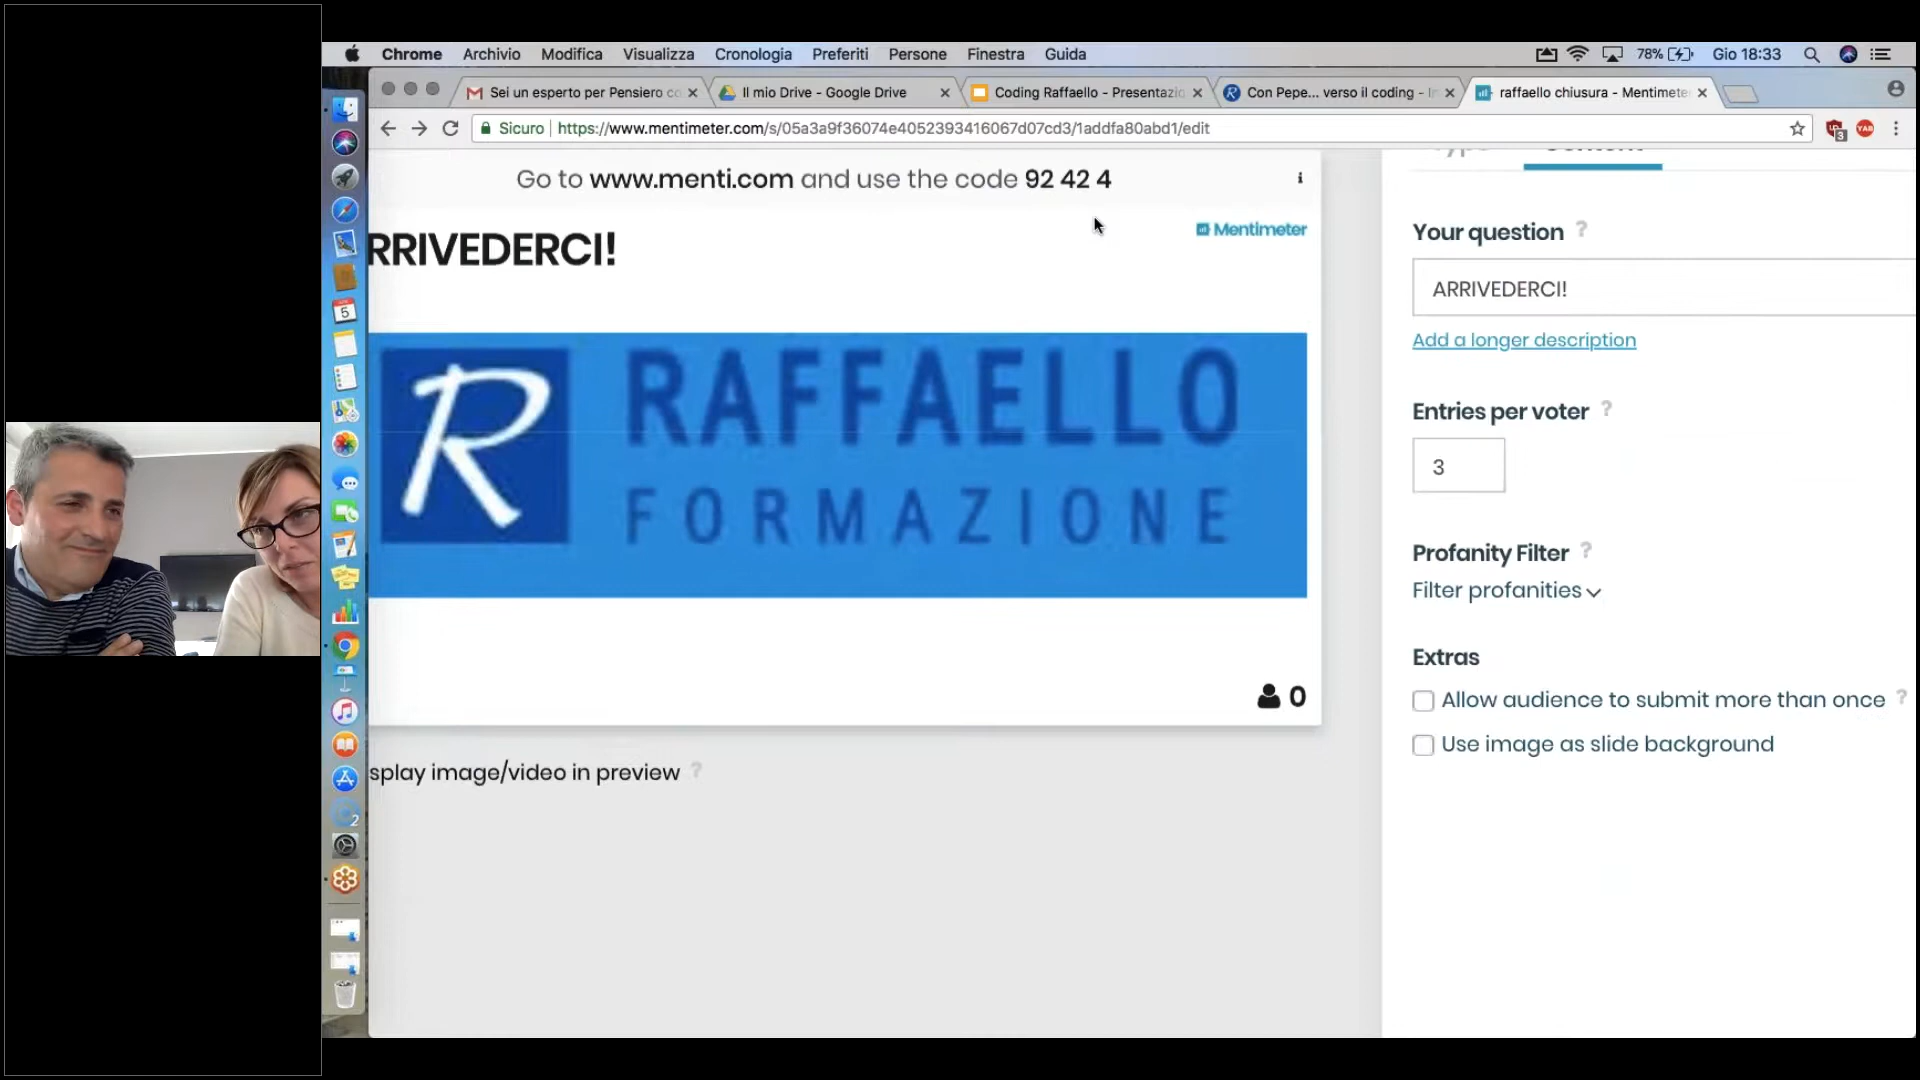 Chrome Archivio Modifica Visualizza Cronologia Preferiti Persone Finestra Guida 78% Gio 18:33
Sei un esperto per Pensiero co Il mio Drive - Google Drive Coding Raffaello - Presentazio Con Pepe... verso il coding - raffaello chiusura - Mentimete
Sicuro https://www.mentimeter.com/s/05a3a9f36074e4052393416067d07cd3/1addfa80abd1/edit
Go to www.menti.com and use the code 92 42 4
Mentimeter
RRIVEDERCI!
R RAFFAELLO
FORMAZIONE
0
splay image/video in preview ?
Your question ?
ARRIVEDERCI!
Add a longer description
Entries per voter ?
3
Profanity Filter ?
Filter profanities
Extras
Allow audience to submit more than once ?
Use image as slide background